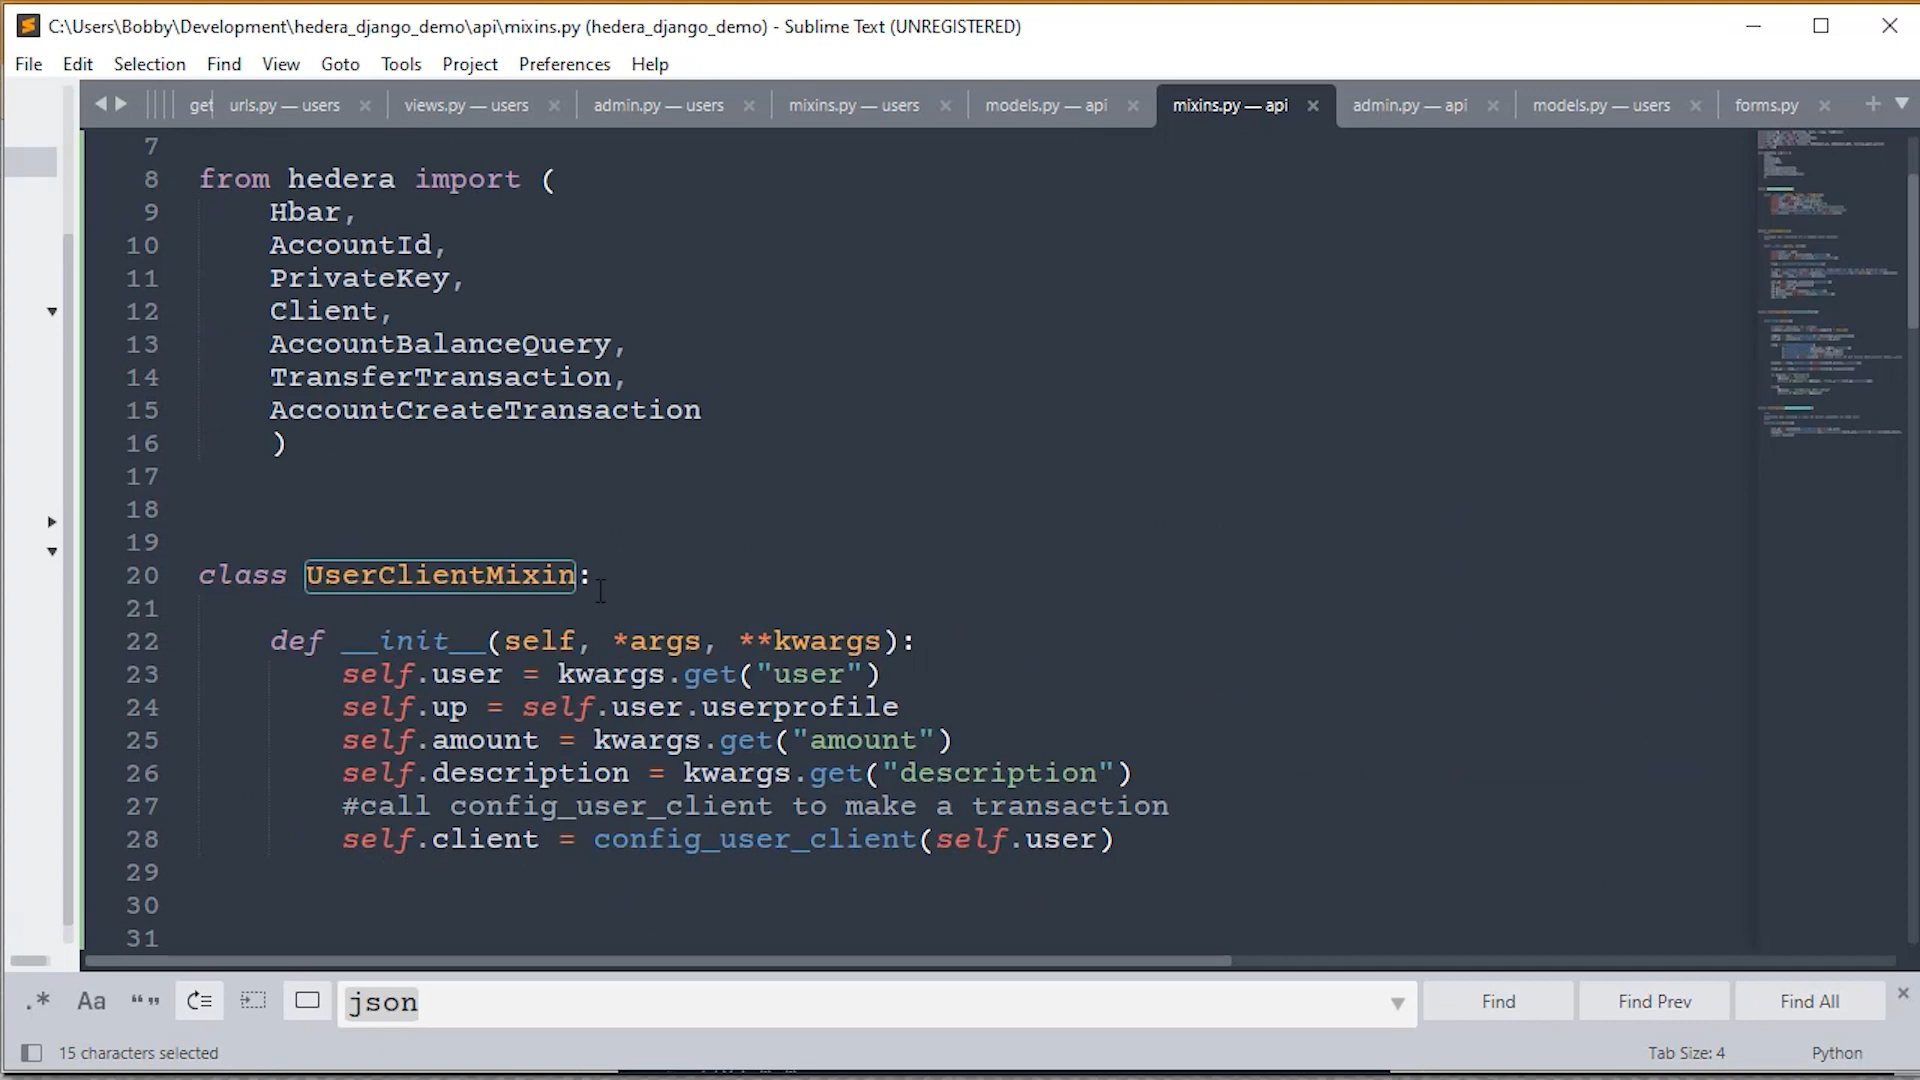 C:\Users\Bobby\Development\hedera_django_demo\api\mixins.py (hedera_django_demo) - Sublime Text (UNREGISTERED)
File Edit Selection Find View Goto Tools Project Preferences Help
get urls.py — users views.py — users admin.py — users mixins.py — users models.py — api mixins.py — api admin.py — api models.py — users forms.py
7
8 from hedera import (
9 Hbar,
10 AccountId,
11 PrivateKey,
12 Client,
13 AccountBalanceQuery,
14 TransferTransaction,
15 AccountCreateTransaction
16 )
17
18
19
20 class UserClientMixin:
21
22 def __init__(self, *args, **kwargs):
23 self.user = kwargs.get("user")
24 self.up = self.user.userprofile
25 self.amount = kwargs.get("amount")
26 self.description = kwargs.get("description")
27 #call config_user_client to make a transaction
28 self.client = config_user_client(self.user)
29
30
31
.* Aa “ ” json Find Find Prev Find All
15 characters selected Tab Size: 4 Python